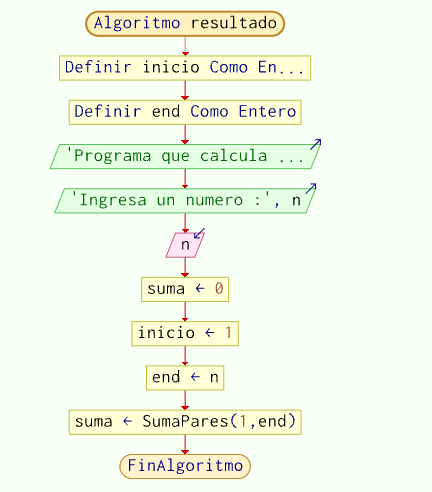 Algoritmo resultado
Definir inicio Como En...
Definir end Como Entero
'Programa que calcula ...
'Ingresa un numero :', n
n
suma ← 0
inicio ← 1
end ← n
suma ← SumaPares(1,end)
FinAlgoritmo